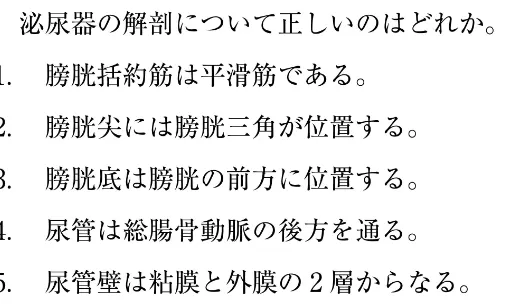 泌尿器の解剖について正しいのはどれか。
1. 膀胱括約筋は平滑筋である。
2. 膀胱尖には膀胱三角が位置する。
3. 膀胱底は膀胱の前方に位置する。
4. 尿管は総腸骨動脈の後方を通る。
5. 尿管壁は粘膜と外膜の２層からなる。